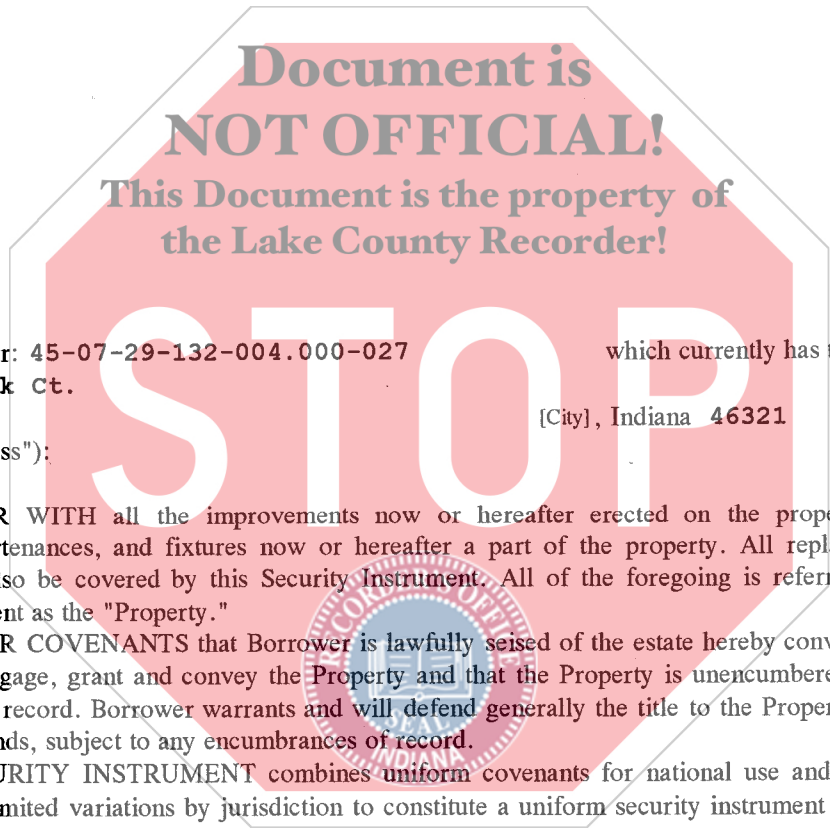 Document is
NOT OFFICIAL!
This Document is the property of
the Lake County Recorder!
STOP
r: 45-07-29-132-004.000-027 which currently has t
k Ct.
[City], Indiana 46321
ss"):
R WITH all the improvements now or hereafter erected on the prope
rtenances, and fixtures now or hereafter a part of the property. All repl
lso be covered by this Security Instrument. All of the foregoing is referr
ent as the "Property."
R COVENANTS that Borrower is lawfully seised of the estate hereby conv
gage, grant and convey the Property and that the Property is unencumbere
record. Borrower warrants and will defend generally the title to the Proper
nds, subject to any encumbrances of record.
URITY INSTRUMENT combines uniform covenants for national use and
mited variations by jurisdiction to constitute a uniform security instrument
RECORDER'S OFFICE
SEAL
INDIANA